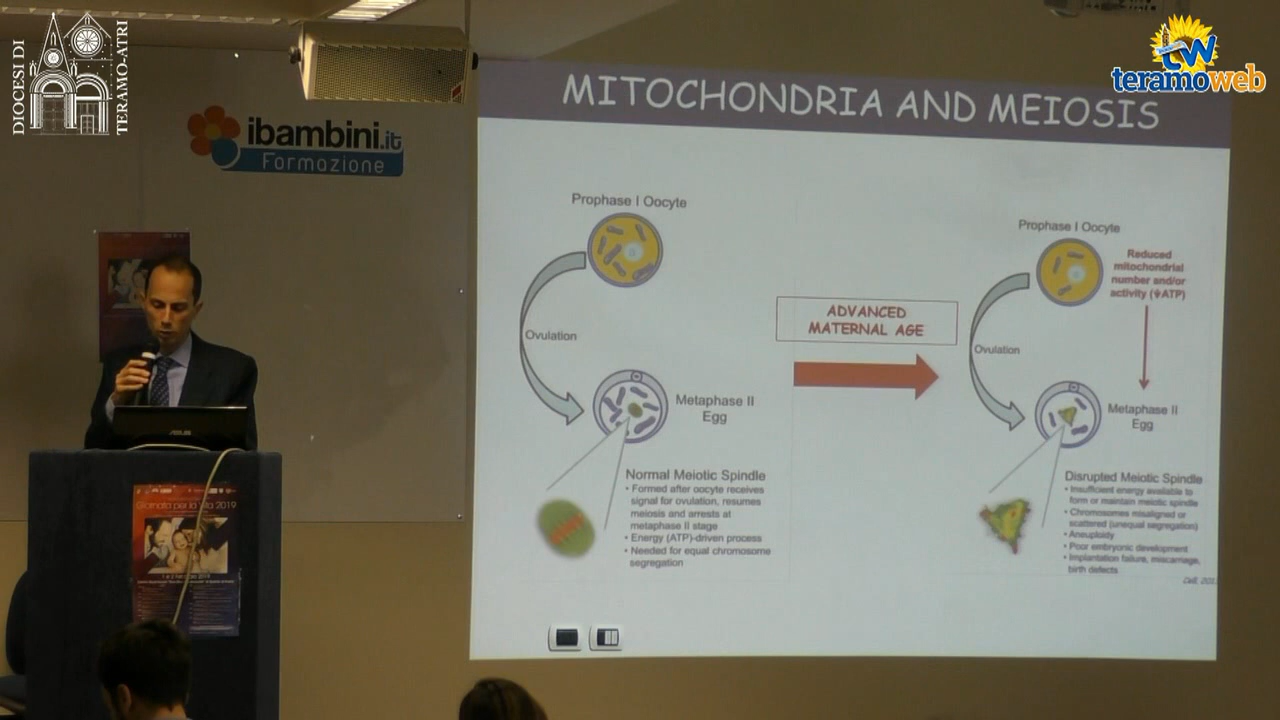 DIOCESI DI
TERAMO-ATRI
teramoweb
ibambini.it
Formazione
MITOCHONDRIA AND MEIOSIS
Prophase I Oocyte
Ovulation
Metaphase II
Egg
Normal Meiotic Spindle
• Formed after oocyte receives
signal for ovulation, resumes
meiosis and arrests at
metaphase II stage
• Energy (ATP)-driven process
• Needed for equal chromosome
segregation
ADVANCED
MATERNAL AGE
Prophase I Oocyte
Reduced
mitochondrial
number and/or
activity (↓ATP)
Ovulation
Metaphase II
Egg
Disrupted Meiotic Spindle
• Insufficient energy available to
form or maintain meiotic spindle
• Chromosomes misaligned or
scattered (unequal segregation)
• Aneuploidy
• Poor embryonic development
• Implantation failure, miscarriage,
birth defects
Cell, 201
ASUS
Giornata per la Vita 2019